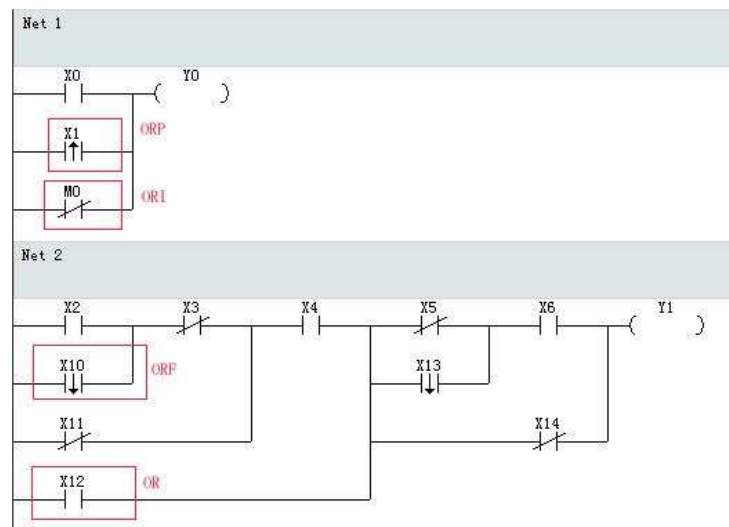 Net 1
X0 Y0
X1 ORP
M0 ORI
Net 2
X2 X3 X4 X5 X6 Y1
X10 ORF X13
X11 X14
X12 OR